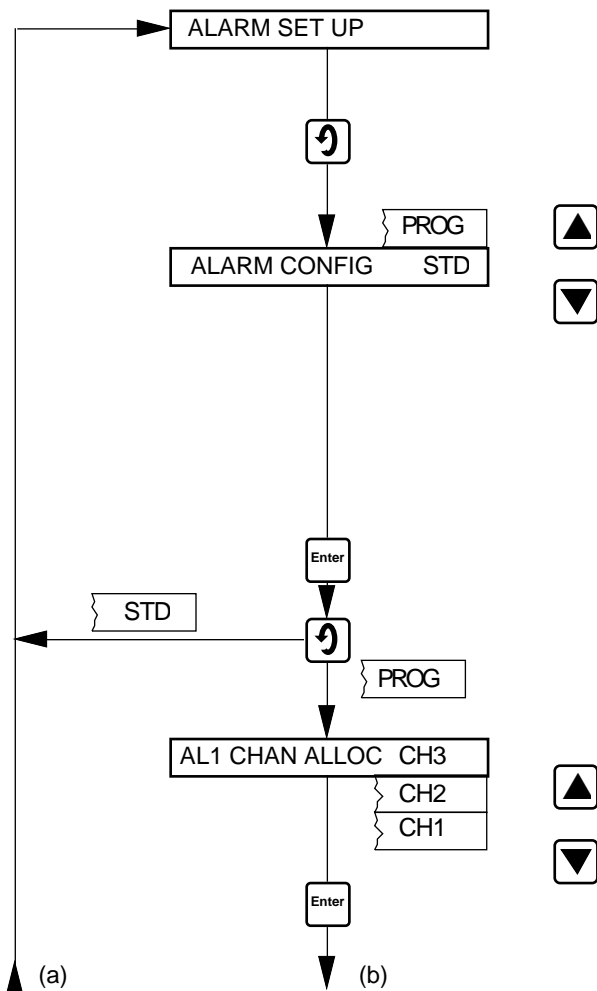 ALARM SET UP
PROG
ALARM CONFIG STD
Enter
STD
PROG
AL1 CHAN ALLOC CH3
CH2
CH1
Enter
(a) (b)